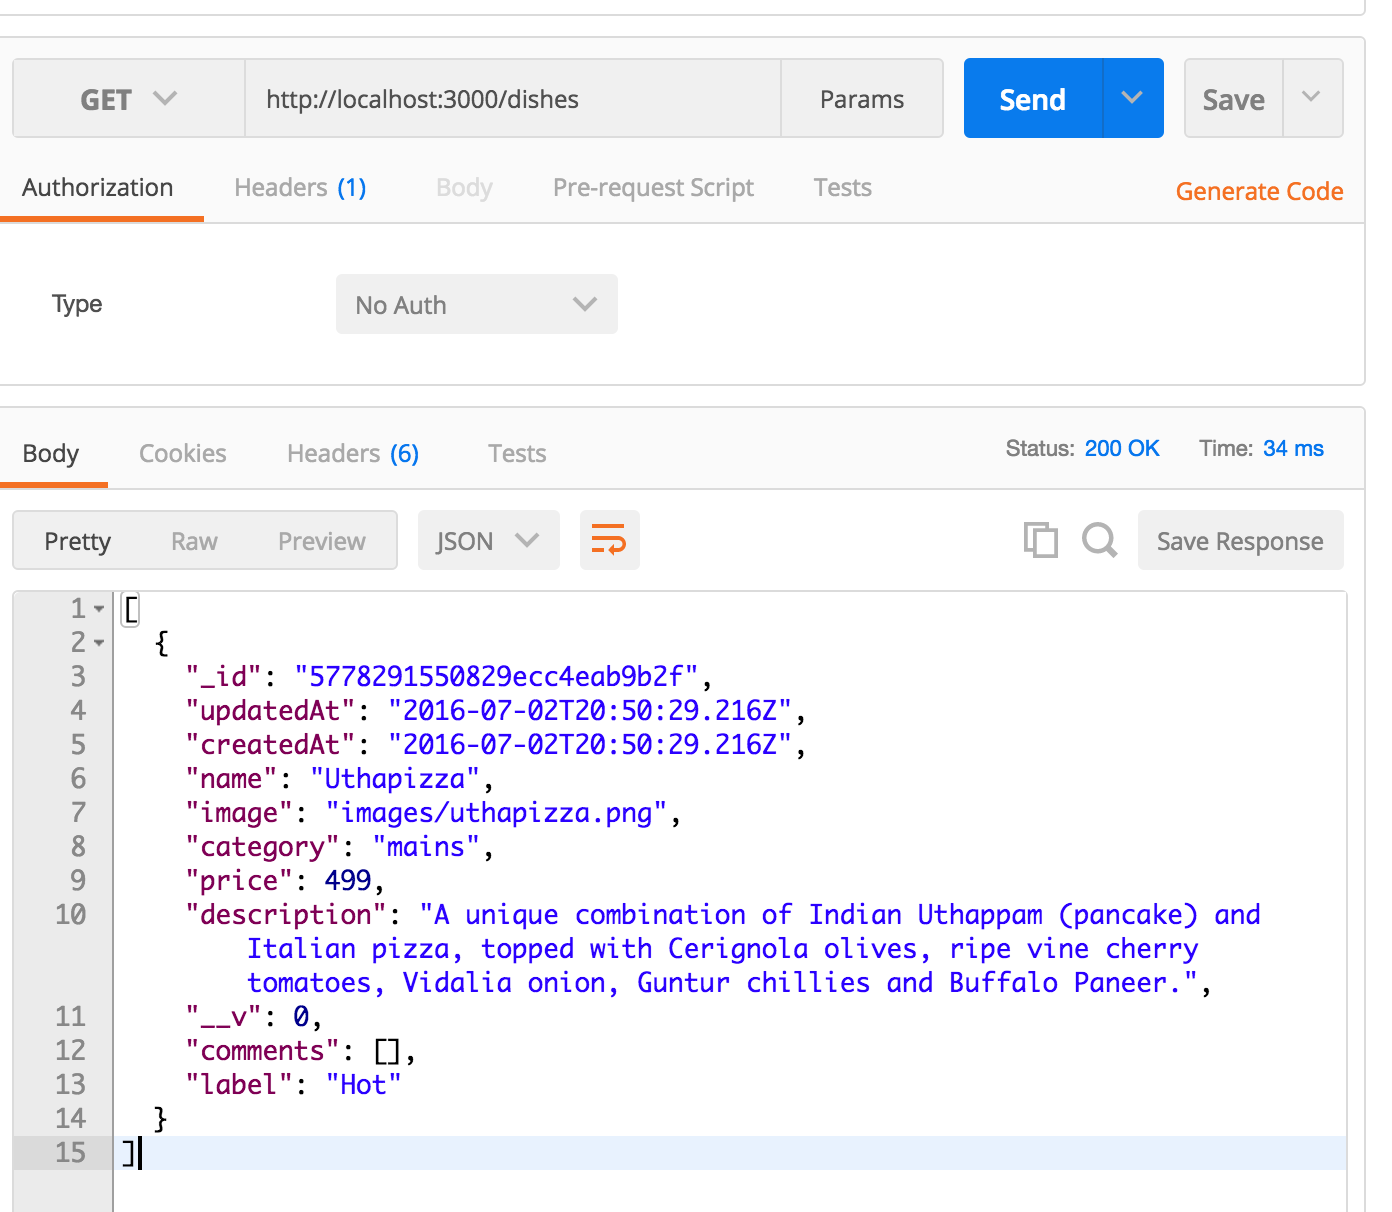 GET http://localhost:3000/dishes Params Send Save
Authorization Headers (1) Body Pre-request Script Tests Generate Code
Type No Auth
Body Cookies Headers (6) Tests Status: 200 OK Time: 34 ms
Pretty Raw Preview JSON Save Response
1 [
2 {
3 "_id": "5778291550829ecc4eab9b2f",
4 "updatedAt": "2016-07-02T20:50:29.216Z",
5 "createdAt": "2016-07-02T20:50:29.216Z",
6 "name": "Uthapizza",
7 "image": "images/uthapizza.png",
8 "category": "mains",
9 "price": 499,
10 "description": "A unique combination of Indian Uthappam (pancake) and
Italian pizza, topped with Cerignola olives, ripe vine cherry
tomatoes, Vidalia onion, Guntur chillies and Buffalo Paneer.",
11 "__v": 0,
12 "comments": [],
13 "label": "Hot"
14 }
15 ]